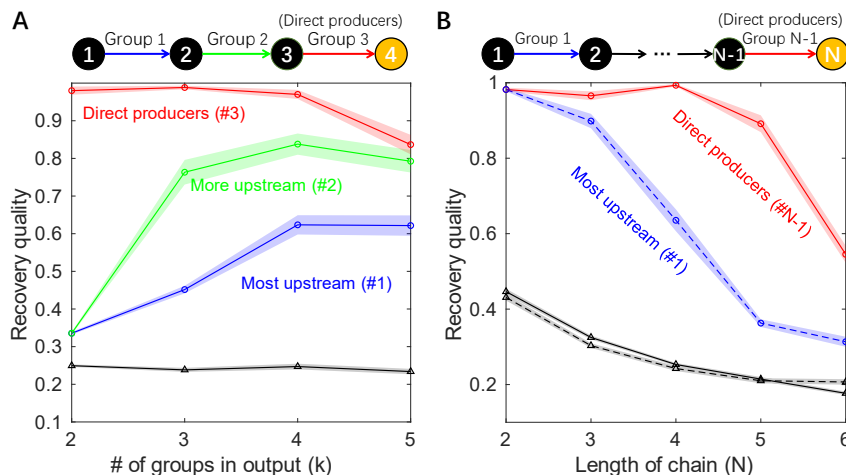 A
(Direct producers)
1 Group 1 2 Group 2 3 Group 3 4
Recovery quality
0.9
0.8
0.7
0.6
0.5
0.4
0.3
0.2
0.1
Direct producers (#3)
More upstream (#2)
Most upstream (#1)
2 3 4 5
# of groups in output (k)
B
(Direct producers)
1 Group 1 2 ... N-1 Group N-1 N
Recovery quality
1
0.8
0.6
0.4
0.2
Direct producers (#N-1)
Most upstream (#1)
2 3 4 5 6
Length of chain (N)